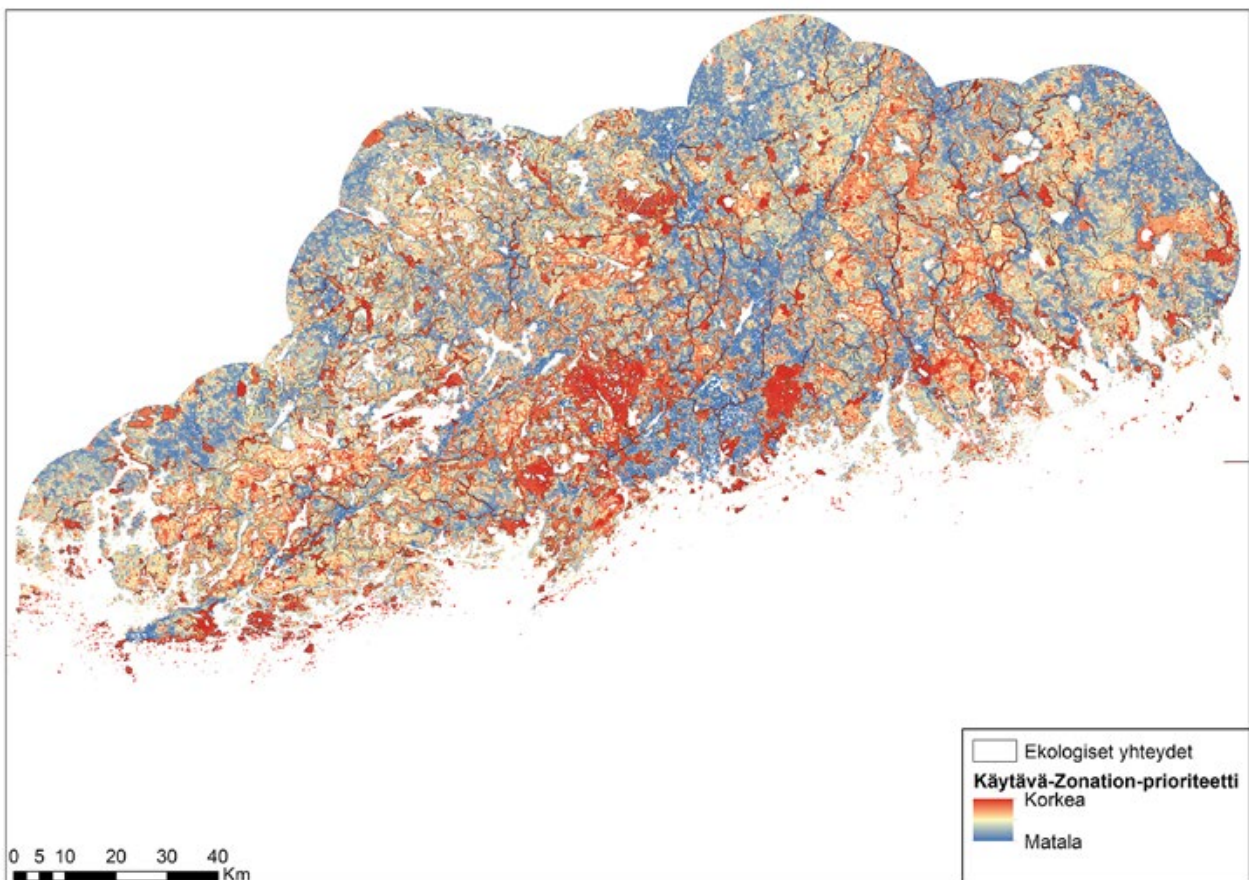 Ekologiset yhteydet
Käytävä-Zonation-prioriteetti
Korkea
Matala
0 5 10 20 30 40
Km